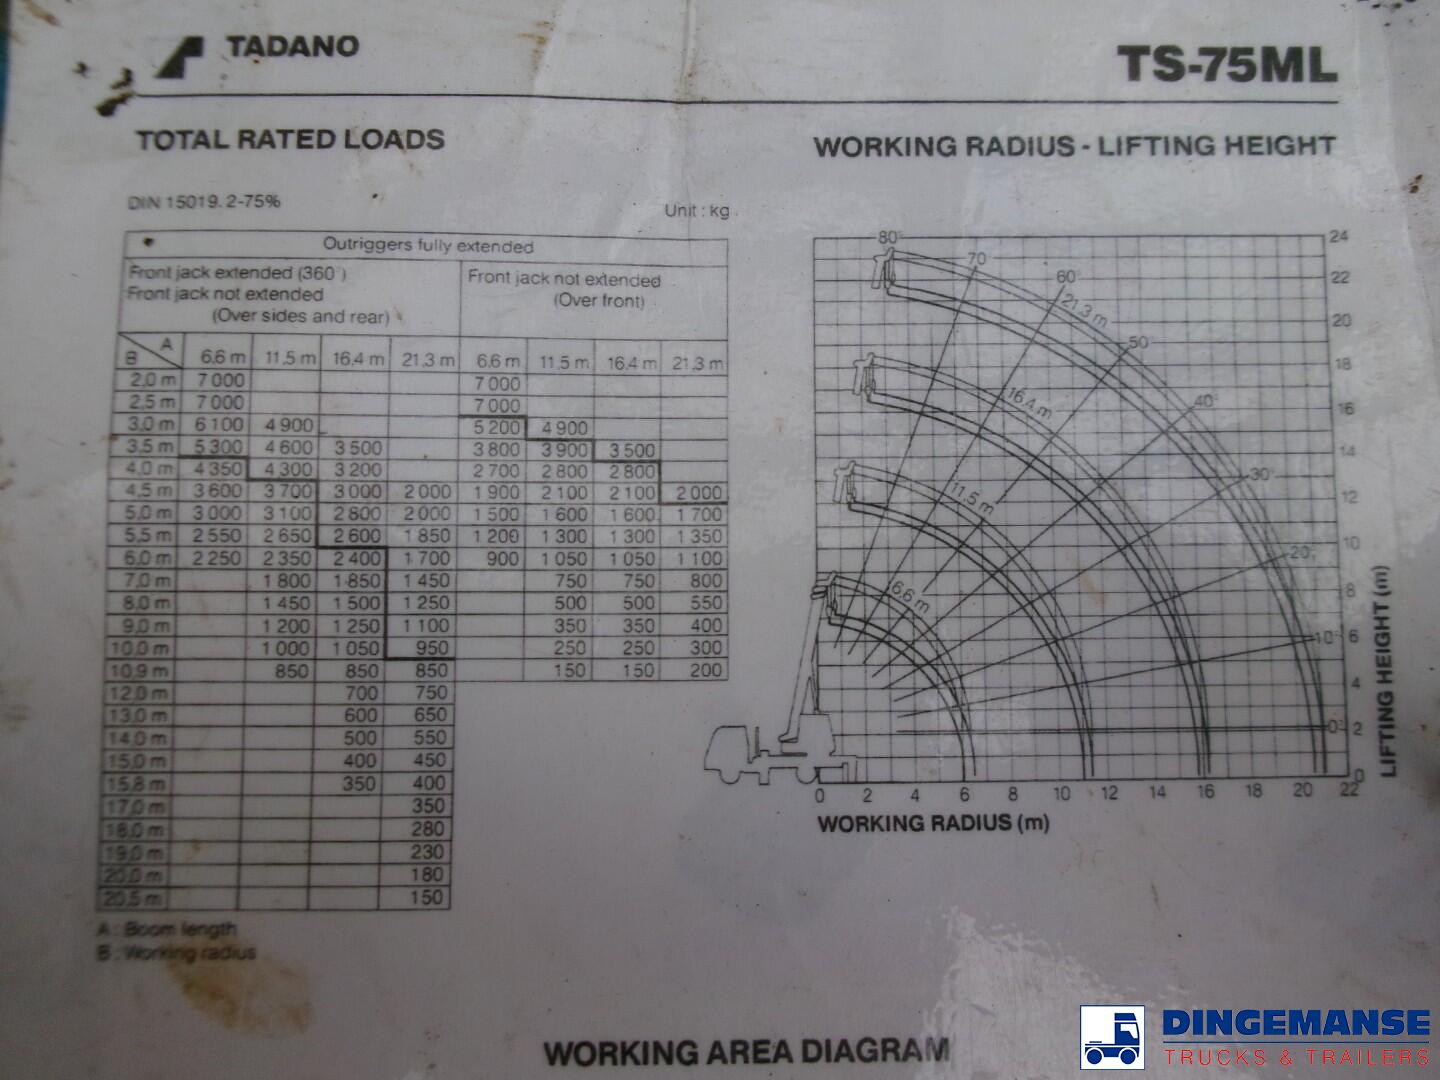 TADANO
TS-75ML
TOTAL RATED LOADS
WORKING RADIUS - LIFTING HEIGHT
DIN 15019. 2-75%
Unit : kg
Outriggers fully extended
Front jack extended (360°)
Front jack not extended
(Over sides and rear)
Front jack not extended
(Over front)
A
B
6,6 m 11,5 m 16,4 m 21,3 m 6,6 m 11,5 m 16,4 m 21,3 m
2,0 m 7 000 7 000
2,5 m 7 000 7 000
3,0 m 6 100 4 900 5 200 4 900
3,5 m 5 300 4 600 3 500 3 800 3 900 3 500
4,0 m 4 350 4 300 3 200 2 700 2 800 2 800
4,5 m 3 600 3 700 3 000 2 000 1 900 2 100 2 100 2 000
5,0 m 3 000 3 100 2 800 2 000 1 500 1 600 1 600 1 700
5,5 m 2 550 2 650 2 600 1 850 1 200 1 300 1 300 1 350
6,0 m 2 250 2 350 2 400 1 700 900 1 050 1 050 1 100
7,0 m 1 800 1 850 1 450 750 750 800
8,0 m 1 450 1 500 1 250 500 500 550
9,0 m 1 200 1 250 1 100 350 350 400
10,0 m 1 000 1 050 950 250 250 300
10,9 m 850 850 850 150 150 200
12,0 m 700 750
13,0 m 600 650
14,0 m 500 550
15,0 m 400 450
15,8 m 350 400
17,0 m 350
18,0 m 280
19,0 m 230
20,0 m 180
20,5 m 150
A : Boom length
B : Working radius
80° 70° 60° 50° 40° 30° 20° 10° 0°
21.3 m
16.4 m
11.5 m
6.6 m
24
22
20
18
16
14
12
10
8
6
4
2
0
LIFTING HEIGHT (m)
0 2 4 6 8 10 12 14 16 18 20 22
WORKING RADIUS (m)
WORKING AREA DIAGRAM
DINGEMANSE
TRUCKS & TRAILERS